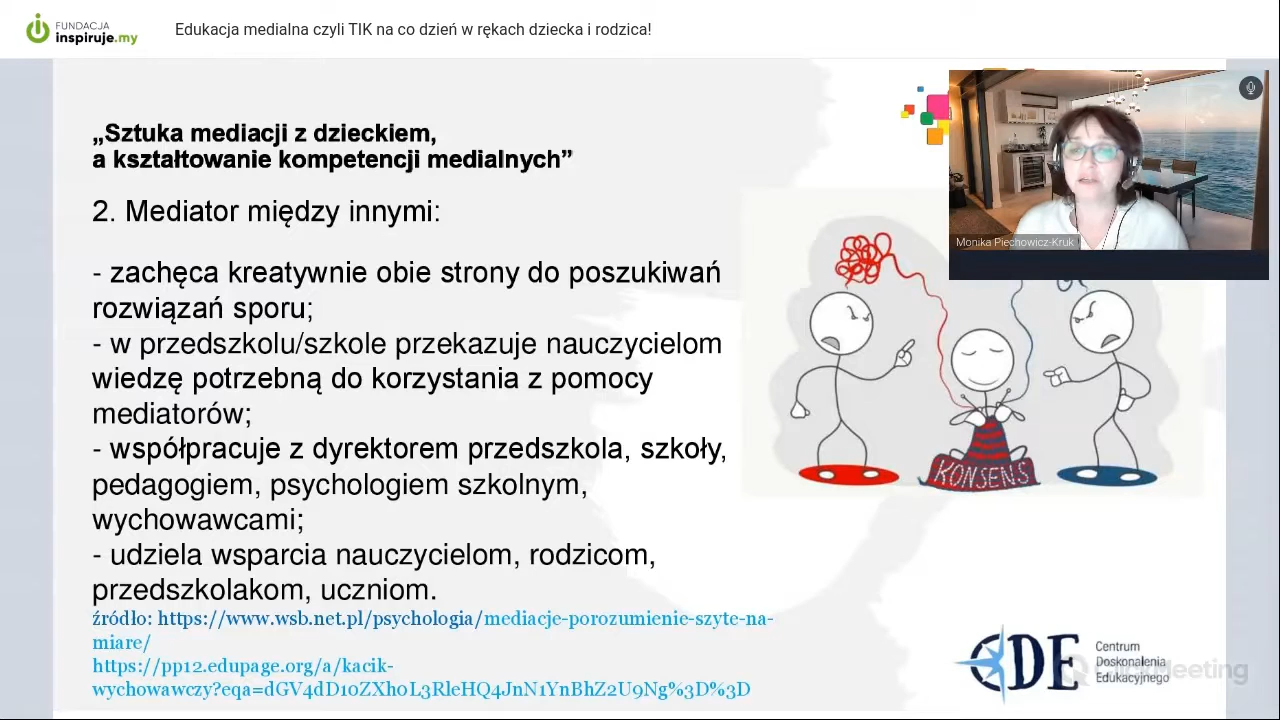 FUNDACJA
inspiruje.my
Edukacja medialna czyli TIK na co dzień w rękach dziecka i rodzica!
„Sztuka mediacji z dzieckiem,
a kształtowanie kompetencji medialnych”
2. Mediator między innymi:
- zachęca kreatywnie obie strony do poszukiwań
rozwiązań sporu;
- w przedszkolu/szkole przekazuje nauczycielom
wiedzę potrzebną do korzystania z pomocy
mediatorów;
- współpracuje z dyrektorem przedszkola, szkoły,
pedagogiem, psychologiem szkolnym,
wychowawcami;
- udziela wsparcia nauczycielom, rodzicom,
przedszkolakom, uczniom.
źródło: https://www.wsb.net.pl/psychologia/mediacje-porozumienie-szyte-na-
miare/
https://pp12.edupage.org/a/kacik-
wychowawczy?eqa=dGV4dD10ZXh0L3RleHQ4JnN1YnBhZ2U9Ng%3D%3D
Monika Piechowicz-Kruk
KONSENS
CDE
Centrum
Doskonalenia
Edukacyjnego
ClickMeeting